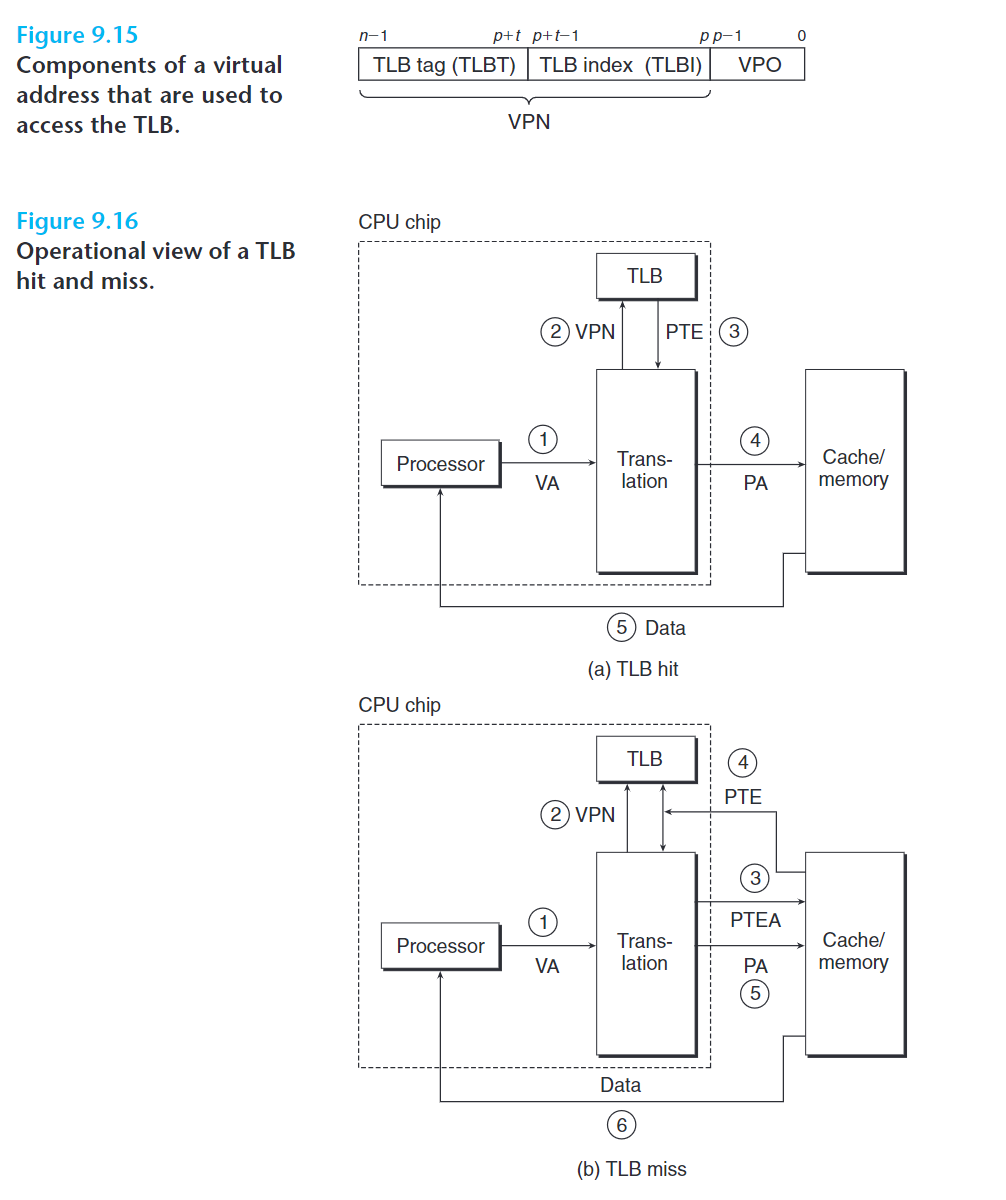 Figure 9.15
Components of a virtual
address that are used to
access the TLB.
n−1 p+t p+t−1 p p−1 0
TLB tag (TLBT) TLB index (TLBI) VPO
VPN
Figure 9.16
Operational view of a TLB
hit and miss.
CPU chip
TLB
2 VPN PTE 3
1
4
Processor
VA
Trans-
lation
PA
Cache/
memory
5 Data
(a) TLB hit
CPU chip
TLB
4
PTE
2 VPN
3
PTEA
1
Processor
VA
Trans-
lation
PA
5
Cache/
memory
Data
6
(b) TLB miss